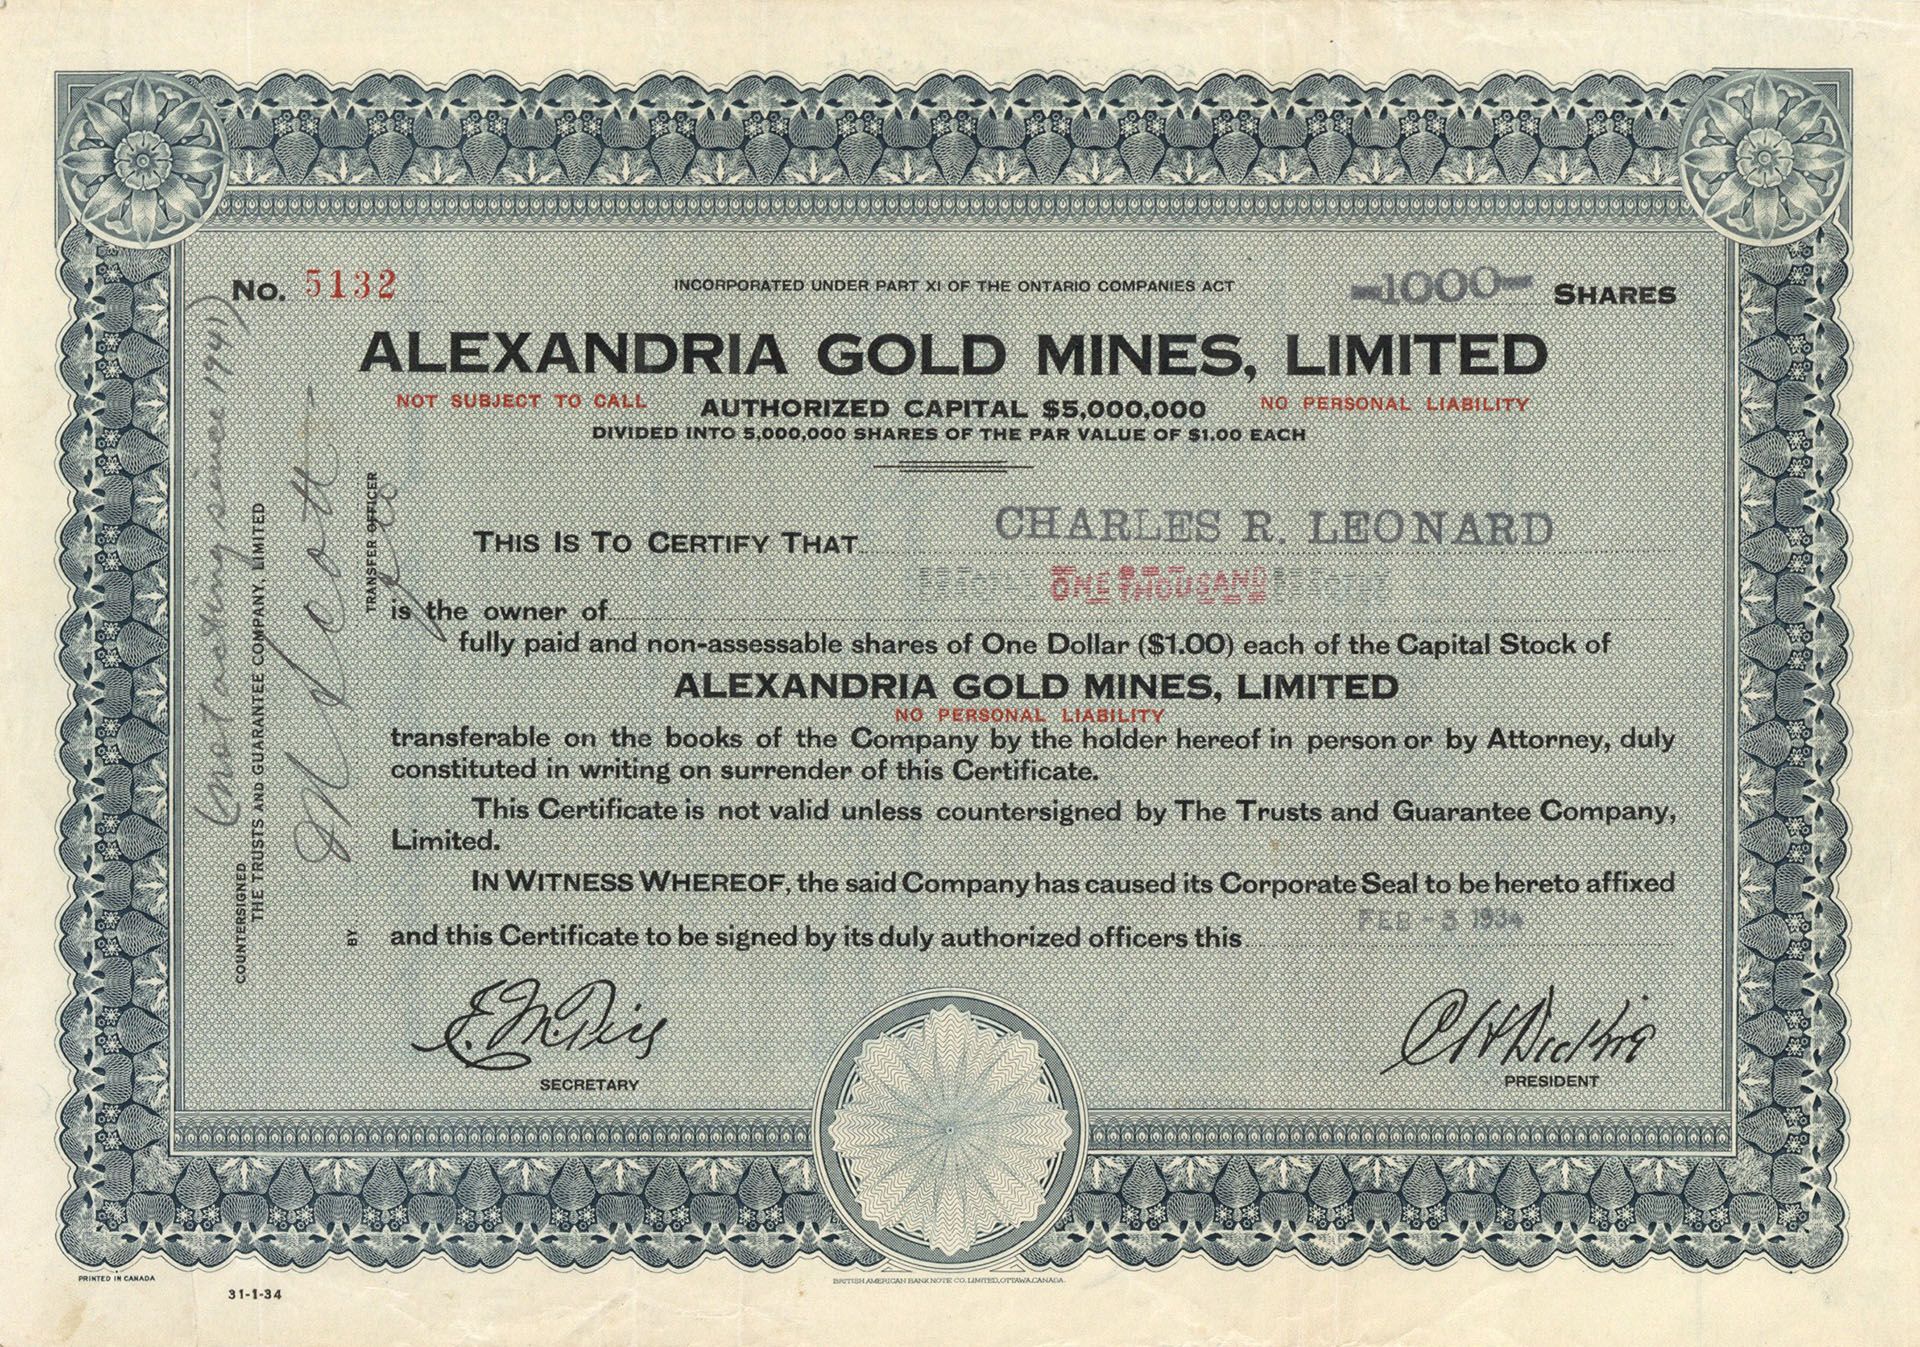 No. 5132
INCORPORATED UNDER PART XI OF THE ONTARIO COMPANIES ACT
1000 SHARES
ALEXANDRIA GOLD MINES, LIMITED
NOT SUBJECT TO CALL
AUTHORIZED CAPITAL $5,000,000
NO PERSONAL LIABILITY
DIVIDED INTO 5,000,000 SHARES OF THE PAR VALUE OF $1.00 EACH
THIS IS TO CERTIFY THAT CHARLES R. LEONARD
is the owner of ONE THOUSAND
fully paid and non-assessable shares of One Dollar ($1.00) each of the Capital Stock of
ALEXANDRIA GOLD MINES, LIMITED
NO PERSONAL LIABILITY
transferable on the books of the Company by the holder hereof in person or by Attorney, duly
constituted in writing on surrender of this Certificate.
This Certificate is not valid unless countersigned by The Trusts and Guarantee Company,
Limited.
IN WITNESS WHEREOF, the said Company has caused its Corporate Seal to be hereto affixed
and this Certificate to be signed by its duly authorized officers this FEB - 5 1934
SECRETARY
PRESIDENT
(not acting since 1941)
COUNTERSIGNED
THE TRUSTS AND GUARANTEE COMPANY, LIMITED
Scott
BY
TRANSFER OFFICER
PRINTED IN CANADA
BRITISH AMERICAN BANK NOTE CO. LIMITED, OTTAWA, CANADA.
31-1-34